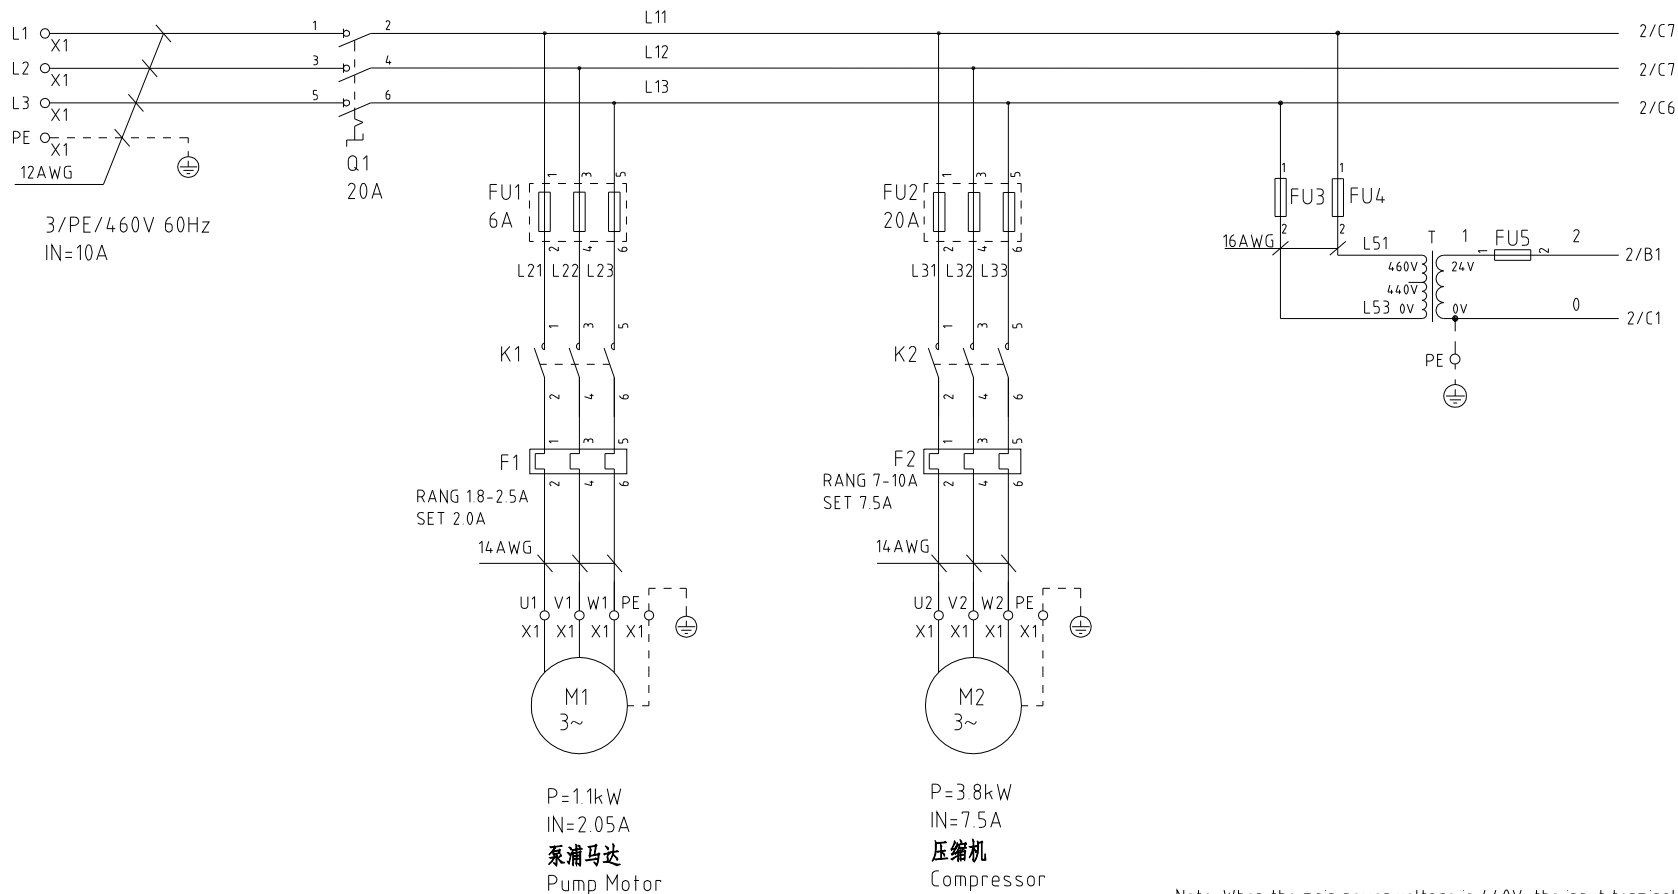 L1 X1 1 2 L11 2/C7
L2 X1 3 4 L12 2/C7
L3 X1 5 6 L13 2/C6
PE X1
12AWG
Q1
20A
3/PE/460V 60Hz
IN=10A
1 3 5
FU1
6A
2 4 6
L21 L22 L23
1 3 5
K1
2 4 6
1 3 5
F1
2 4 6
RANG 1.8-2.5A
SET 2.0A
14AWG
U1 V1 W1 PE
X1 X1 X1 X1
M1
3~
P=1.1kW
IN=2.05A
泵浦马达
Pump Motor
1 3 5
FU2
20A
2 4 6
L31 L32 L33
1 3 5
K2
2 4 6
1 3 5
F2
2 4 6
RANG 7-10A
SET 7.5A
14AWG
U2 V2 W2 PE
X1 X1 X1 X1
M2
3~
P=3.8kW
IN=7.5A
压缩机
Compressor
1 1
FU3 FU4
2 2
16AWG
L51 T 1 FU5 2
1 2
460V 24V 2/B1
440V
L53 0V 0V 0 2/C1
PE